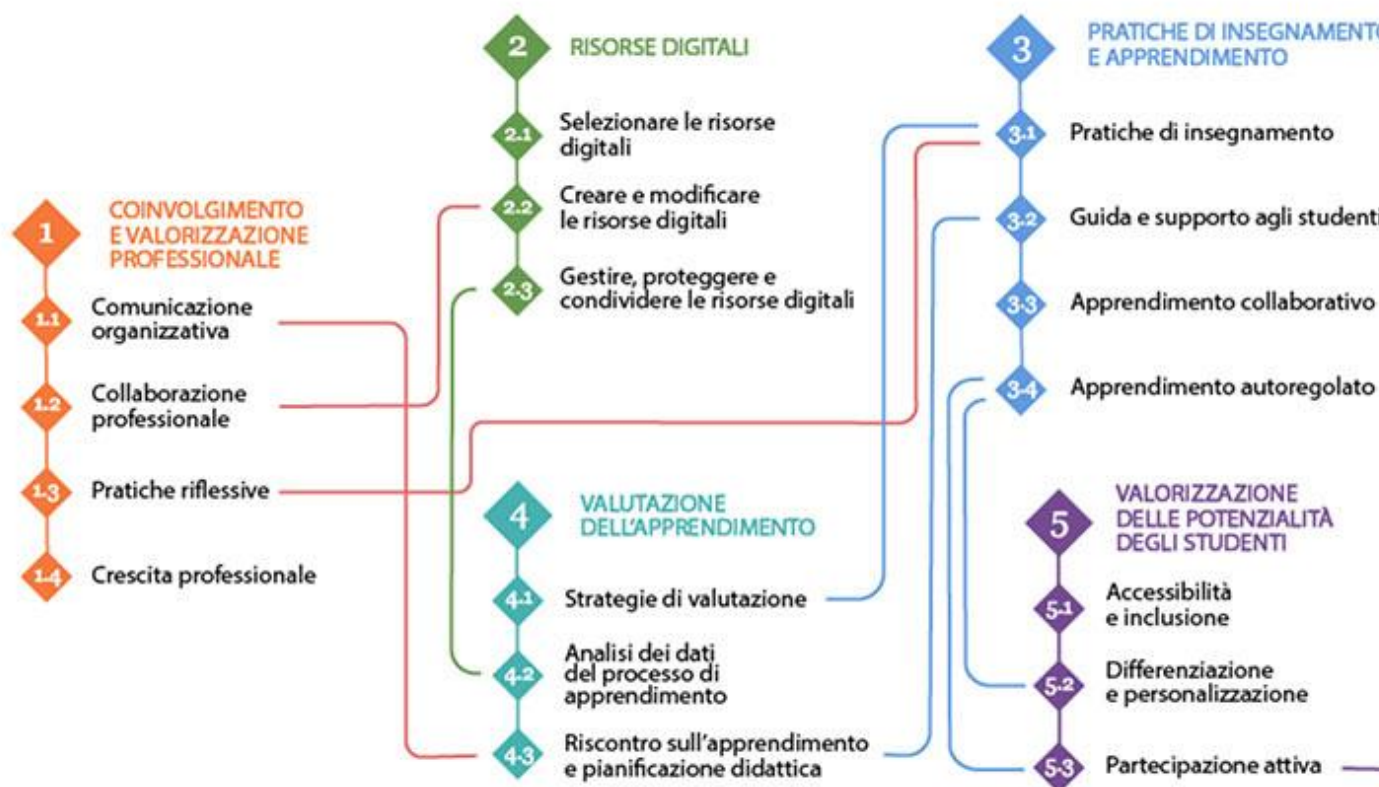 1
COINVOLGIMENTO
E VALORIZZAZIONE
PROFESSIONALE
1.1
Comunicazione
organizzativa
1.2
Collaborazione
professionale
1.3
Pratiche riflessive
1.4
Crescita professionale
2
RISORSE DIGITALI
2.1
Selezionare le risorse
digitali
2.2
Creare e modificare
le risorse digitali
2.3
Gestire, proteggere e
condividere le risorse digitali
3
PRATICHE DI INSEGNAMENTO
E APPRENDIMENTO
3.1
Pratiche di insegnamento
3.2
Guida e supporto agli studenti
3.3
Apprendimento collaborativo
3.4
Apprendimento autoregolato
4
VALUTAZIONE
DELL'APPRENDIMENTO
4.1
Strategie di valutazione
4.2
Analisi dei dati
del processo di
apprendimento
4.3
Riscontro sull'apprendimento
e pianificazione didattica
5
VALORIZZAZIONE
DELLE POTENZIALITÀ
DEGLI STUDENTI
5.1
Accessibilità
e inclusione
5.2
Differenziazione
e personalizzazione
5.3
Partecipazione attiva